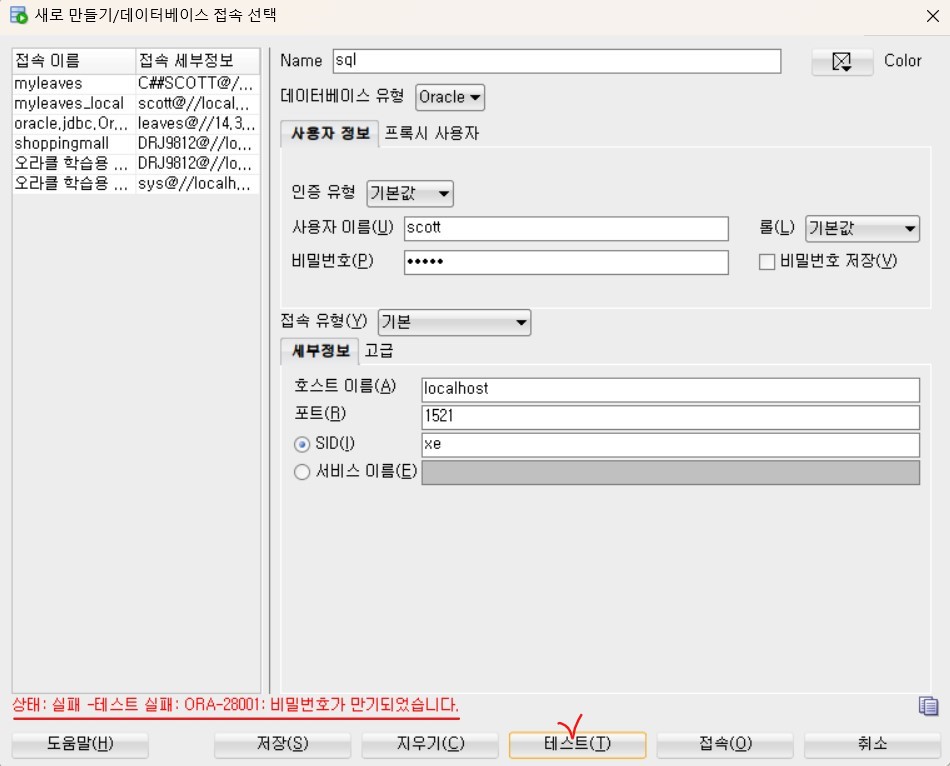 새로 만들기/데이터베이스 접속 선택
접속 이름 접속 세부정보
myleaves C##SCOTT@/...
myleaves_local scott@//local...
oracle.jdbc.Or... leaves@//14.3...
shoppingmall DRJ9812@//lo...
오라클 학습용 ... DRJ9812@//lo...
오라클 학습용 ... sys@//localh...
Name sql Color
데이터베이스 유형 Oracle
사용자 정보 프록시 사용자
인증 유형 기본값
사용자 이름(U) scott 롤(L) 기본값
비밀번호(P) ••••• 비밀번호 저장(V)
접속 유형(Y) 기본
세부정보 고급
호스트 이름(A) localhost
포트(R) 1521
SID(I) xe
서비스 이름(E)
상태: 실패 -테스트 실패: ORA-28001: 비밀번호가 만기되었습니다.
도움말(H) 저장(S) 지우기(C) 테스트(T) 접속(O) 취소